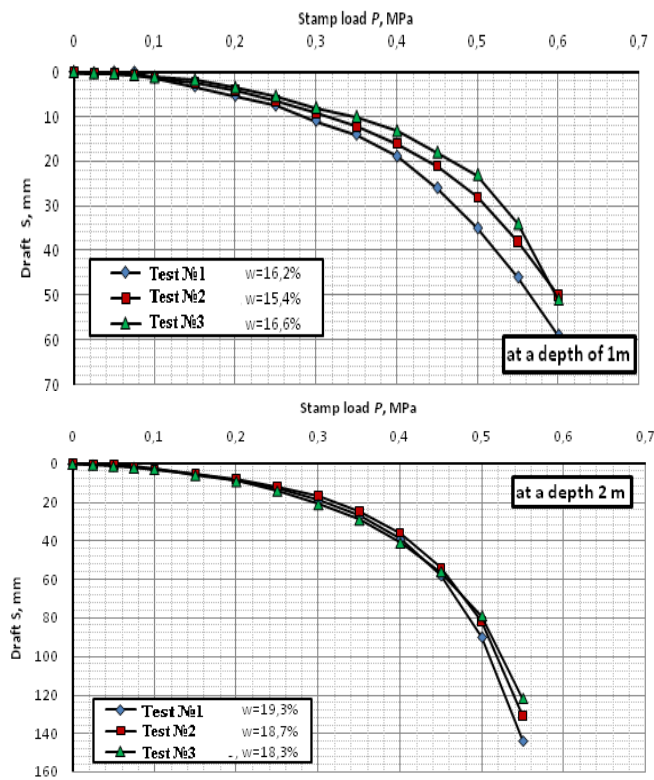 Stamp load P, MPa
0 0,1 0,2 0,3 0,4 0,5 0,6 0,7
0
10
20
30
40
50
60
70
Draft S, mm
Test №1 w=16,2%
Test №2 w=15,4%
Test №3 w=16,6%
at a depth of 1m
Stamp load P, MPa
0 0,1 0,2 0,3 0,4 0,5 0,6 0,7
0
20
40
60
80
100
120
140
160
Draft S, mm
at a depth 2 m
Test №1 w=19,3%
Test №2 w=18,7%
Test №3 w=18,3%